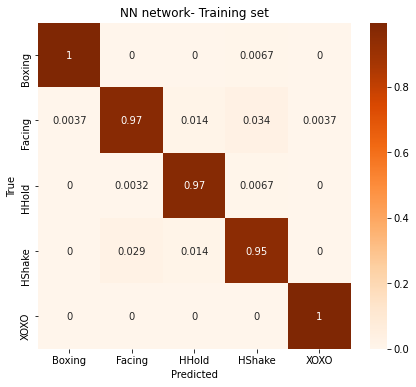 NN network- Training set
Boxing 1 0 0 0.0067 0
Facing 0.0037 0.97 0.014 0.034 0.0037
HHold 0 0.0032 0.97 0.0067 0
HShake 0 0.029 0.014 0.95 0
XOXO 0 0 0 0 1
True
Boxing Facing HHold HShake XOXO
Predicted
0.8
0.6
0.4
0.2
0.0